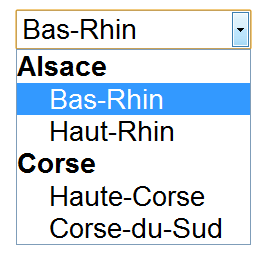 Bas-Rhin
Alsace
Bas-Rhin
Haut-Rhin
Corse
Haute-Corse
Corse-du-Sud